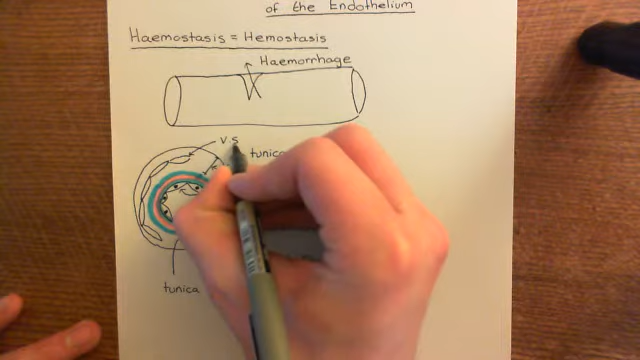 of the Endothelium
Haemostasis = Hemostasis
Haemorrhage
V S
tunica
tunica